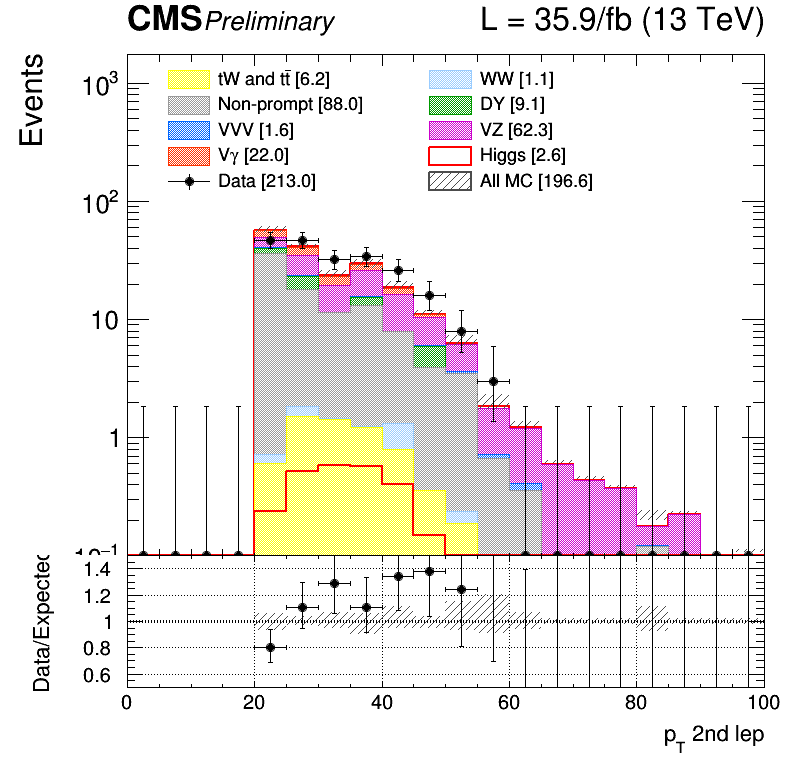 CMS Preliminary L = 35.9/fb (13 TeV)
Events
10³
10²
10
1
10⁻¹
tW and tt̄ [6.2]
Non-prompt [88.0]
VVV [1.6]
Vγ [22.0]
Data [213.0]
WW [1.1]
DY [9.1]
VZ [62.3]
Higgs [2.6]
All MC [196.6]
Data/Expected
1.4
1.2
1
0.8
0.6
0 20 40 60 80 100
p_T 2nd lep